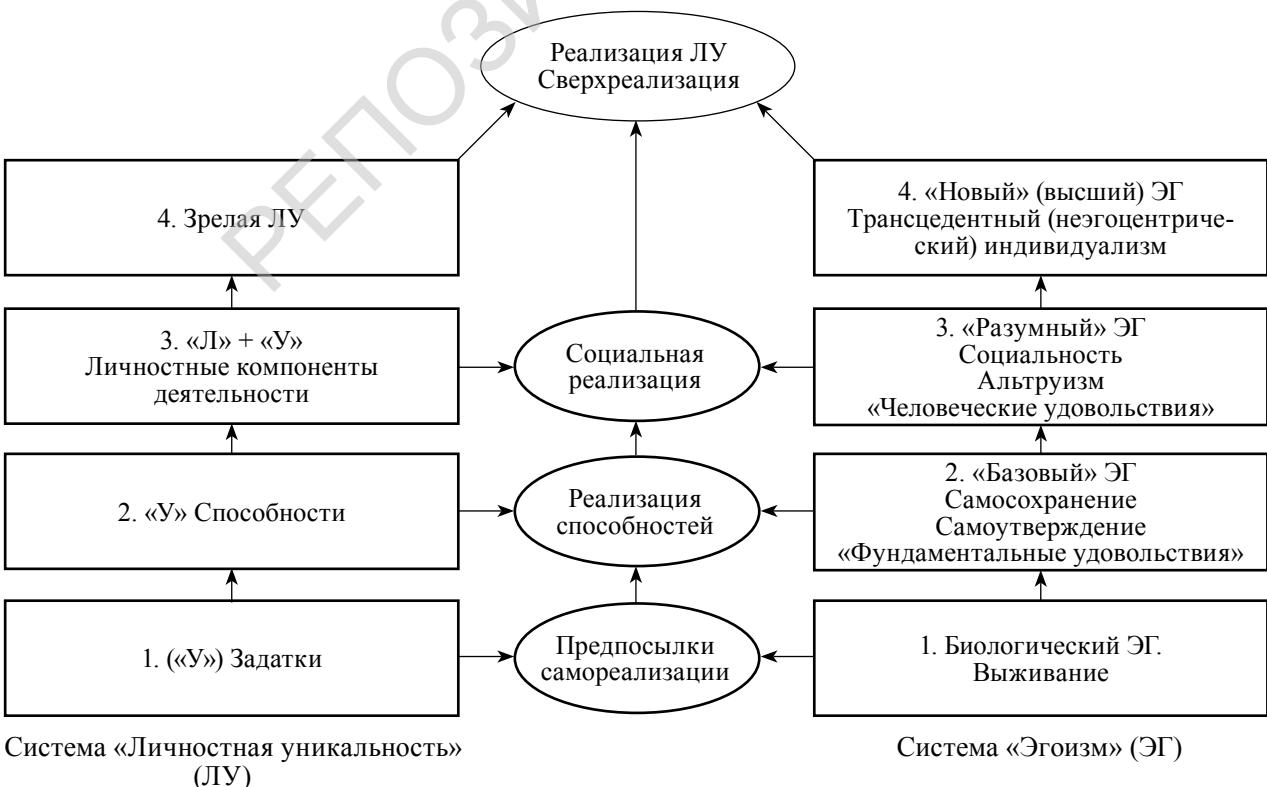 РЕПОЗИ
Реализация ЛУ
Сверхреализация
4. Зрелая ЛУ
4. «Новый» (высший) ЭГ
Трансцедентный (неэгоцентриче-
ский) индивидуализм
3. «Л» + «У»
Личностные компоненты
деятельности
Социальная
реализация
3. «Разумный» ЭГ
Социальность
Альтруизм
«Человеческие удовольствия»
2. «У» Способности
Реализация
способностей
2. «Базовый» ЭГ
Самосохранение
Самоутверждение
«Фундаментальные удовольствия»
1. («У») Задатки
Предпосылки
самореализации
1. Биологический ЭГ.
Выживание
Система «Личностная уникальность»
(ЛУ)
Система «Эгоизм» (ЭГ)